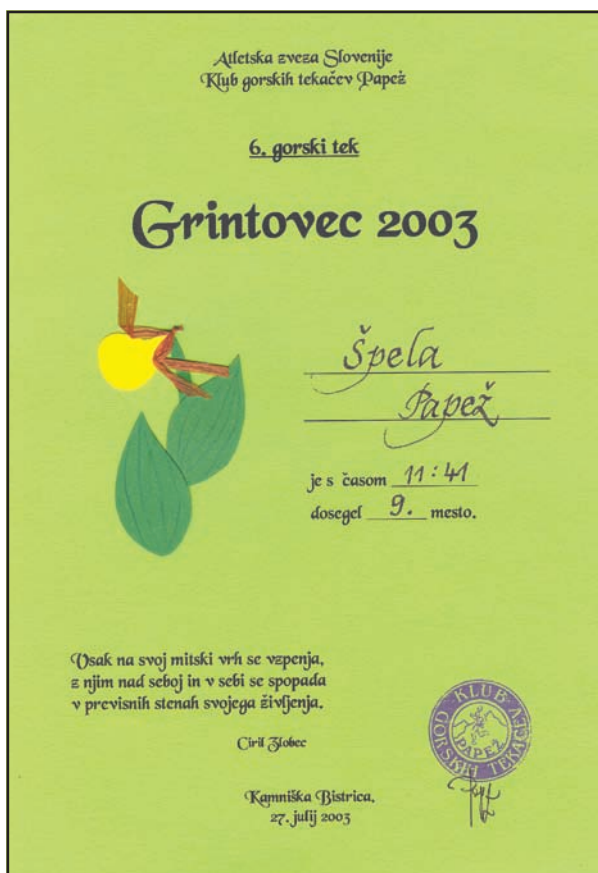 Atletska zveza Slovenije
Klub gorskih tekačev Papež
6. gorski tek
Grintovec 2003
Špela
Papež
je s časom 11:41
dosegel 9. mesto.
Vsak na svoj mitski vrh se vzpenja,
z njim nad seboj in v sebi se spopada
v previsnih stenah svojega življenja.
Ciril Zlobec
KLUB
GORSKIH TEKAČEV
PAPEŽ
Kamniška Bistrica,
27. julij 2003